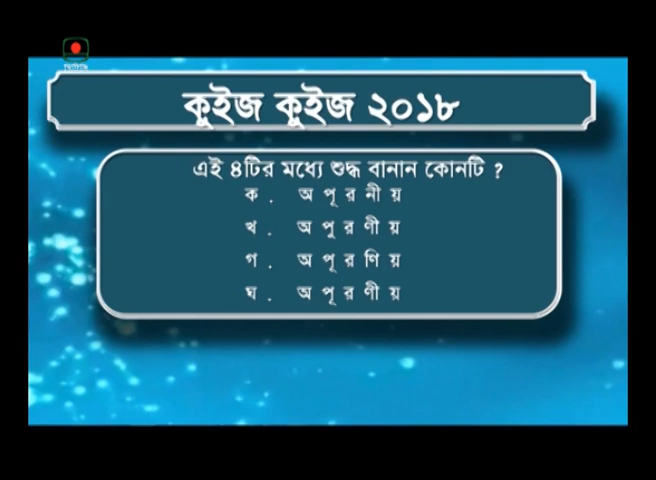 কুইজ কুইজ ২০১৮
এই ৪টির মধ্যে শুদ্ধ বানান কোনটি ?
ক . অ পূ র নী য়
খ . অ পু র ণী য়
গ . অ পূ র ণি য়
ঘ . অ পূ র ণী য়